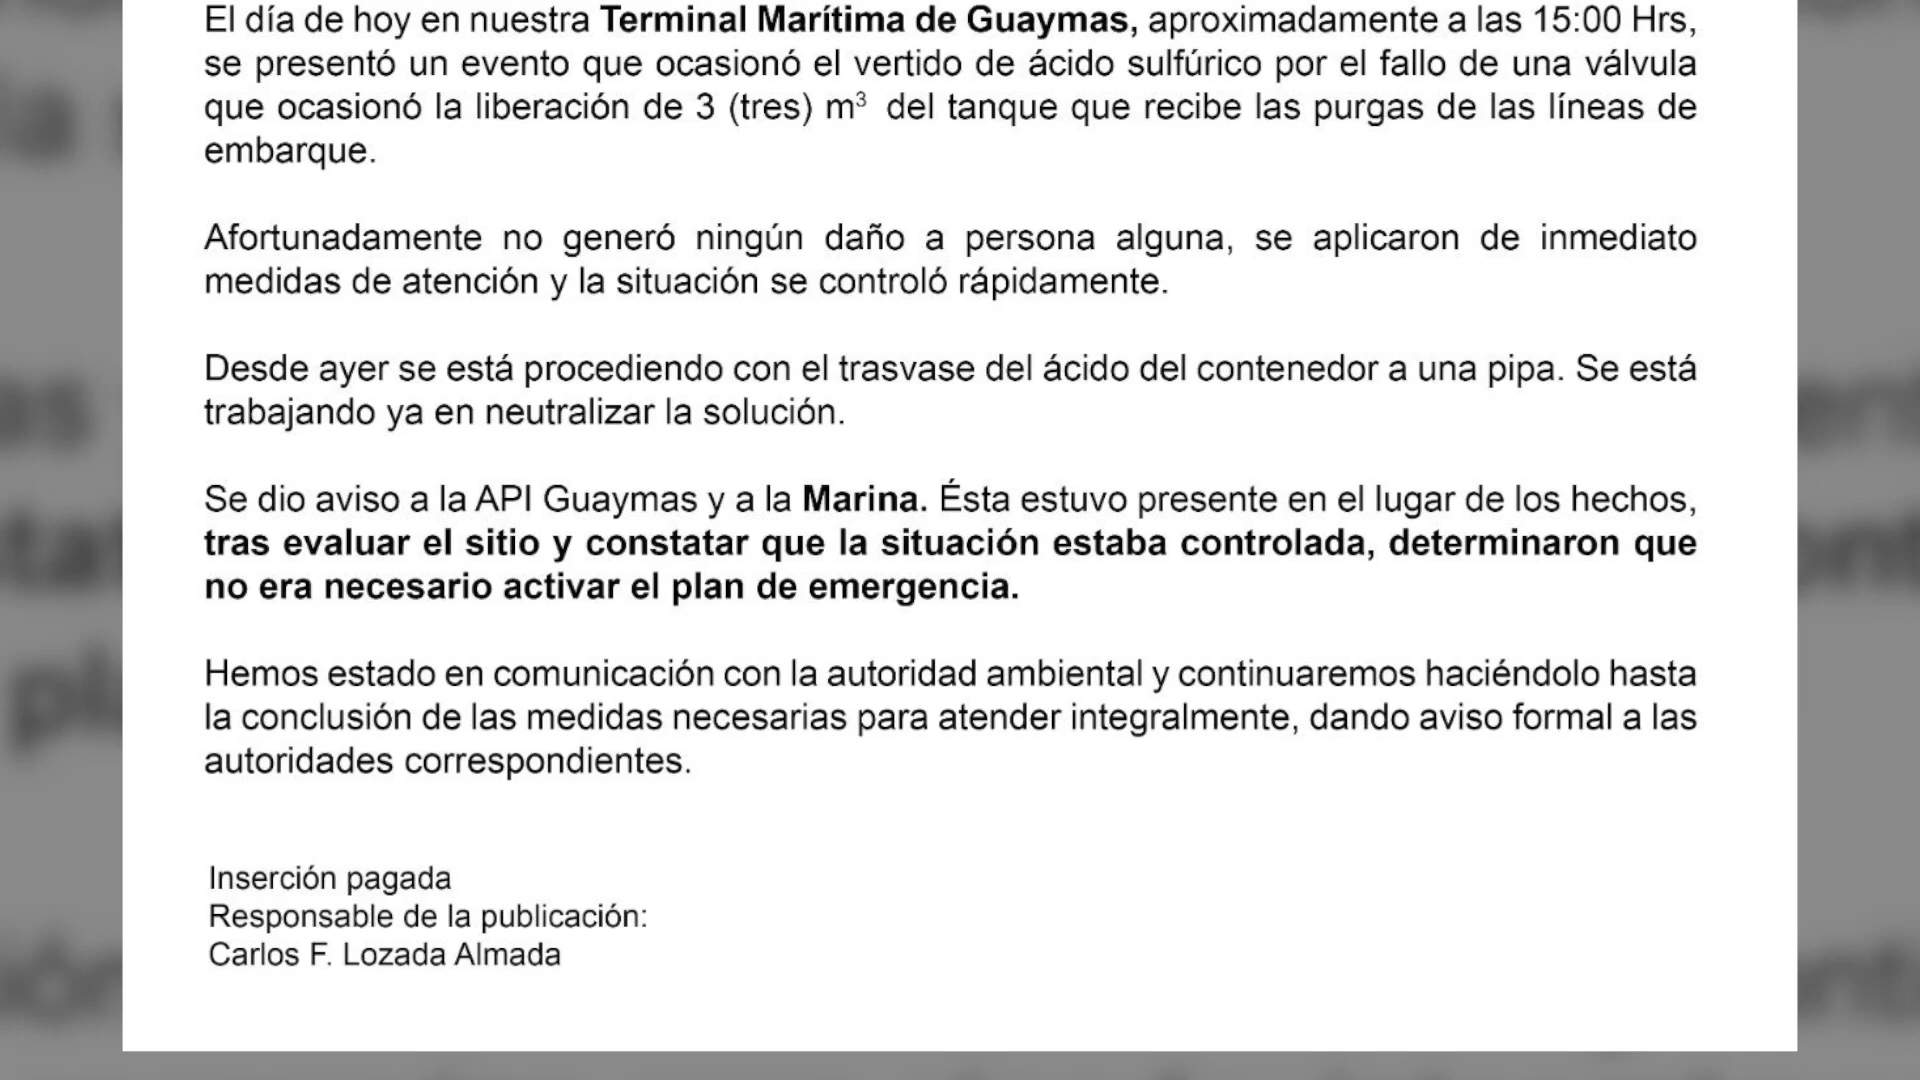 El día de hoy en nuestra Terminal Marítima de Guaymas, aproximadamente a las 15:00 Hrs,
se presentó un evento que ocasionó el vertido de ácido sulfúrico por el fallo de una válvula
que ocasionó la liberación de 3 (tres) m³ del tanque que recibe las purgas de las líneas de
embarque.
Afortunadamente no generó ningún daño a persona alguna, se aplicaron de inmediato
medidas de atención y la situación se controló rápidamente.
Desde ayer se está procediendo con el trasvase del ácido del contenedor a una pipa. Se está
trabajando ya en neutralizar la solución.
Se dio aviso a la API Guaymas y a la Marina. Ésta estuvo presente en el lugar de los hechos,
tras evaluar el sitio y constatar que la situación estaba controlada, determinaron que
no era necesario activar el plan de emergencia.
Hemos estado en comunicación con la autoridad ambiental y continuaremos haciéndolo hasta
la conclusión de las medidas necesarias para atender integralmente, dando aviso formal a las
autoridades correspondientes.
Inserción pagada
Responsable de la publicación:
Carlos F. Lozada Almada